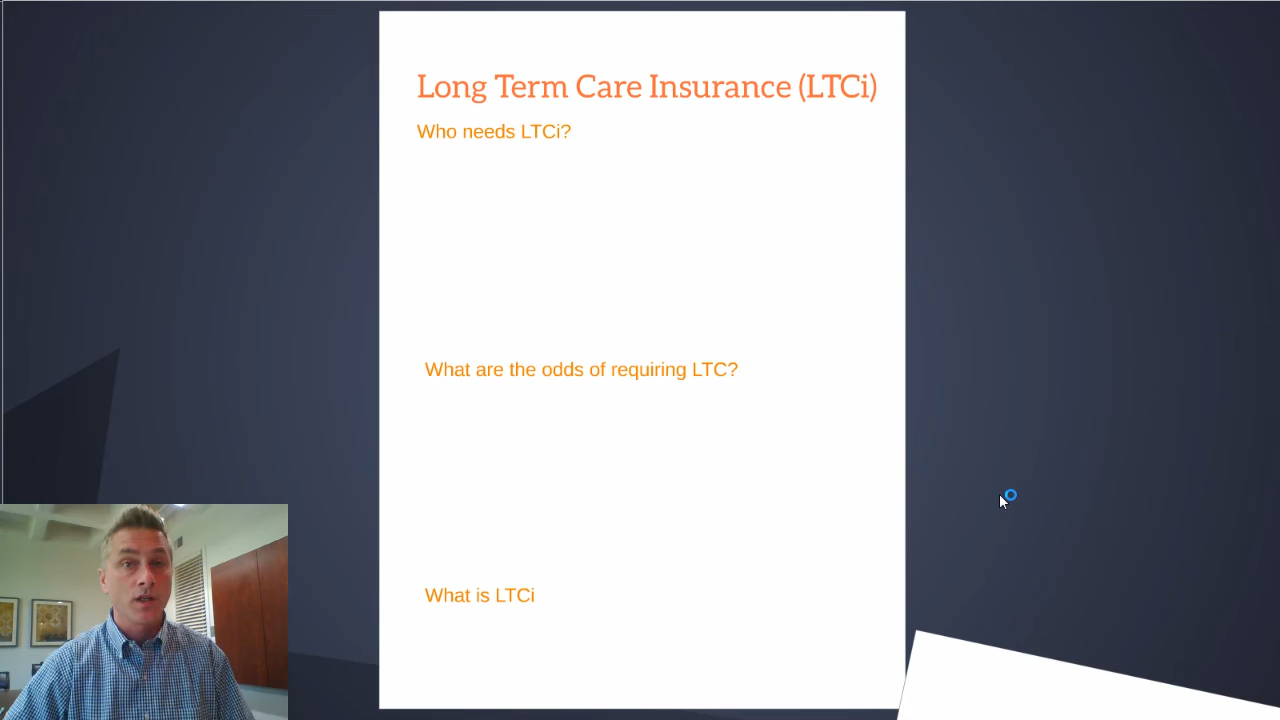 Long Term Care Insurance (LTCi)
Who needs LTCi?
What are the odds of requiring LTC?
What is LTCi